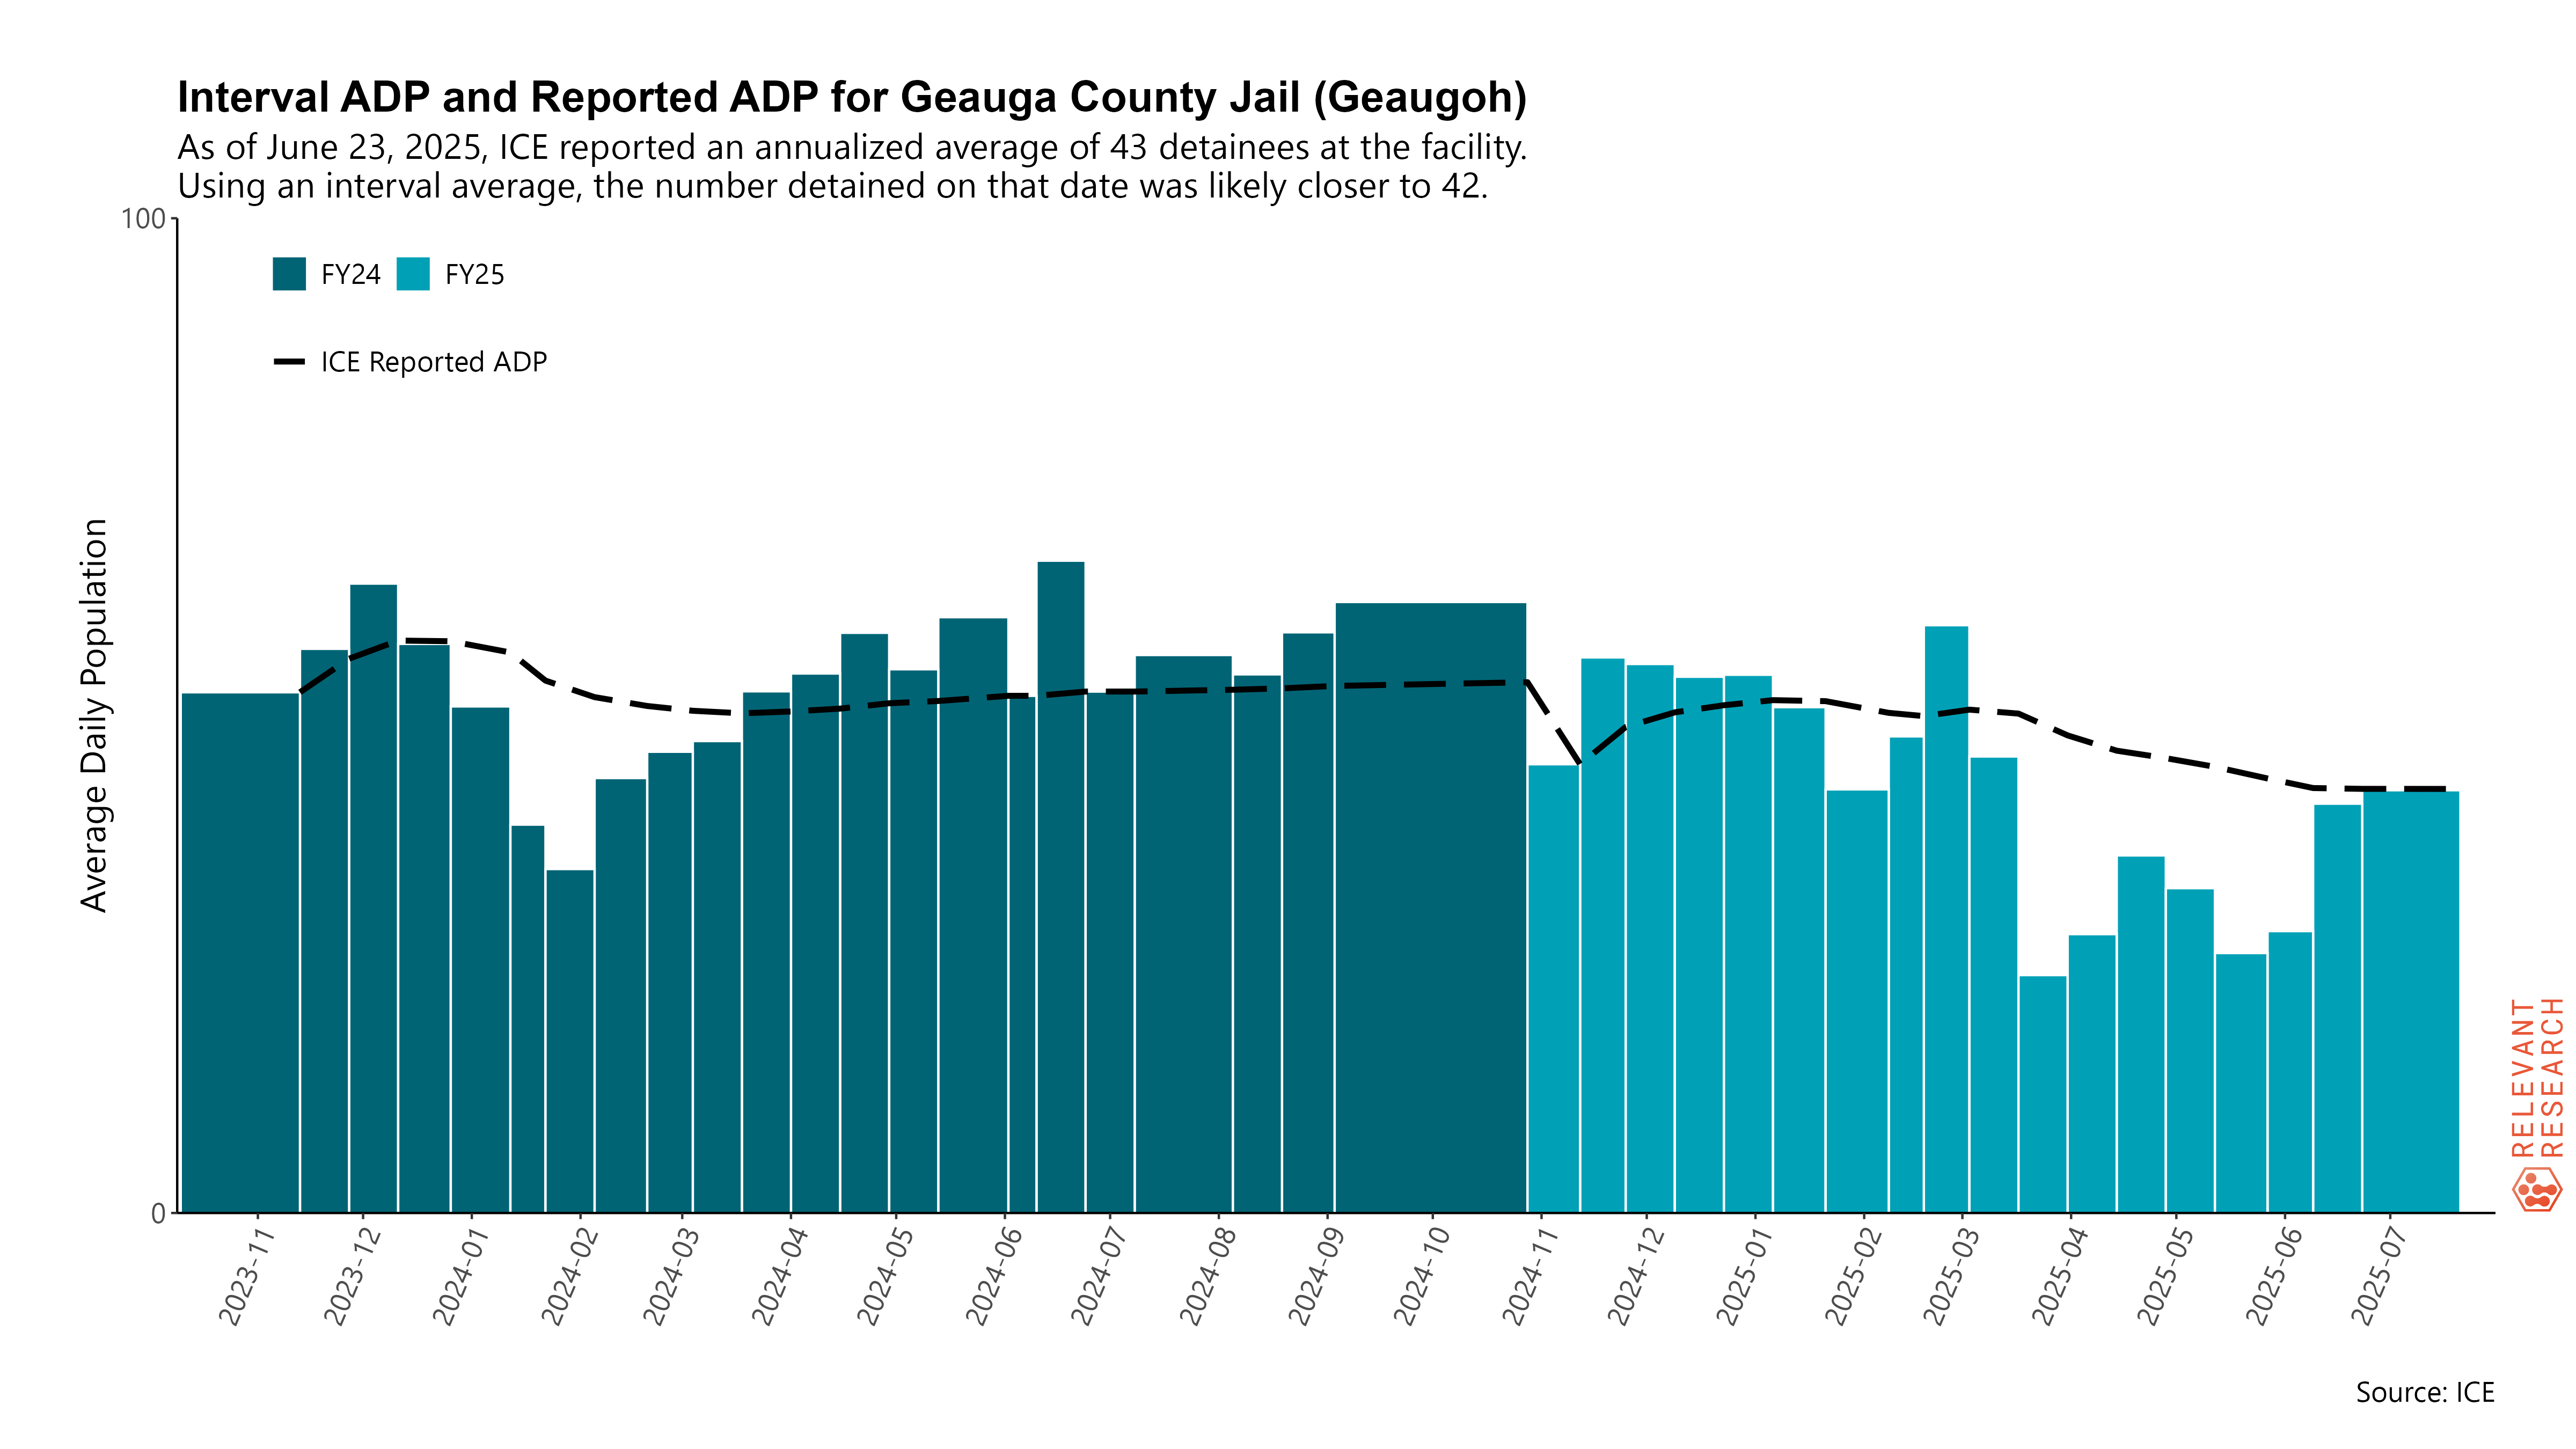 Interval ADP and Reported ADP for Geauga County Jail (Geaugoh)
As of June 23, 2025, ICE reported an annualized average of 43 detainees at the facility.
Using an interval average, the number detained on that date was likely closer to 42.
100
FY24 FY25
ICE Reported ADP
Average Daily Population
0
2023-11
2023-12
2024-01
2024-02
2024-03
2024-04
2024-05
2024-06
2024-07
2024-08
2024-09
2024-10
2024-11
2024-12
2025-01
2025-02
2025-03
2025-04
2025-05
2025-06
2025-07
RELEVANT
RESEARCH
Source: ICE